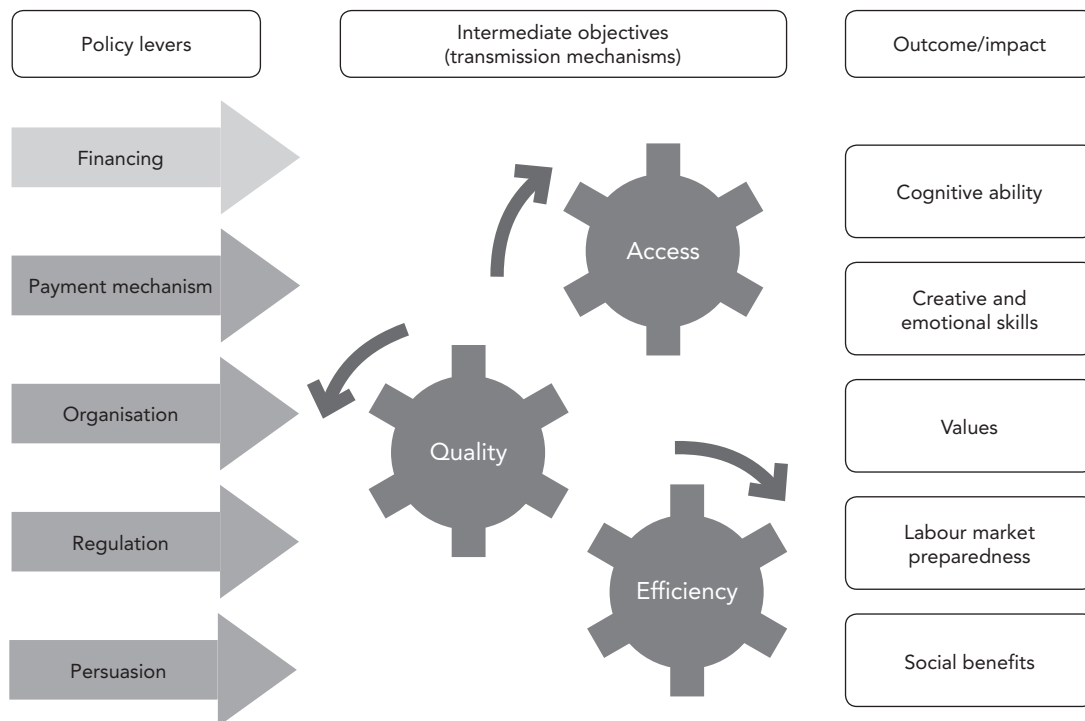 Policy levers
Intermediate objectives
(transmission mechanisms)
Outcome/impact
Financing
Payment mechanism
Organisation
Regulation
Persuasion
Access
Quality
Efficiency
Cognitive ability
Creative and
emotional skills
Values
Labour market
preparedness
Social benefits